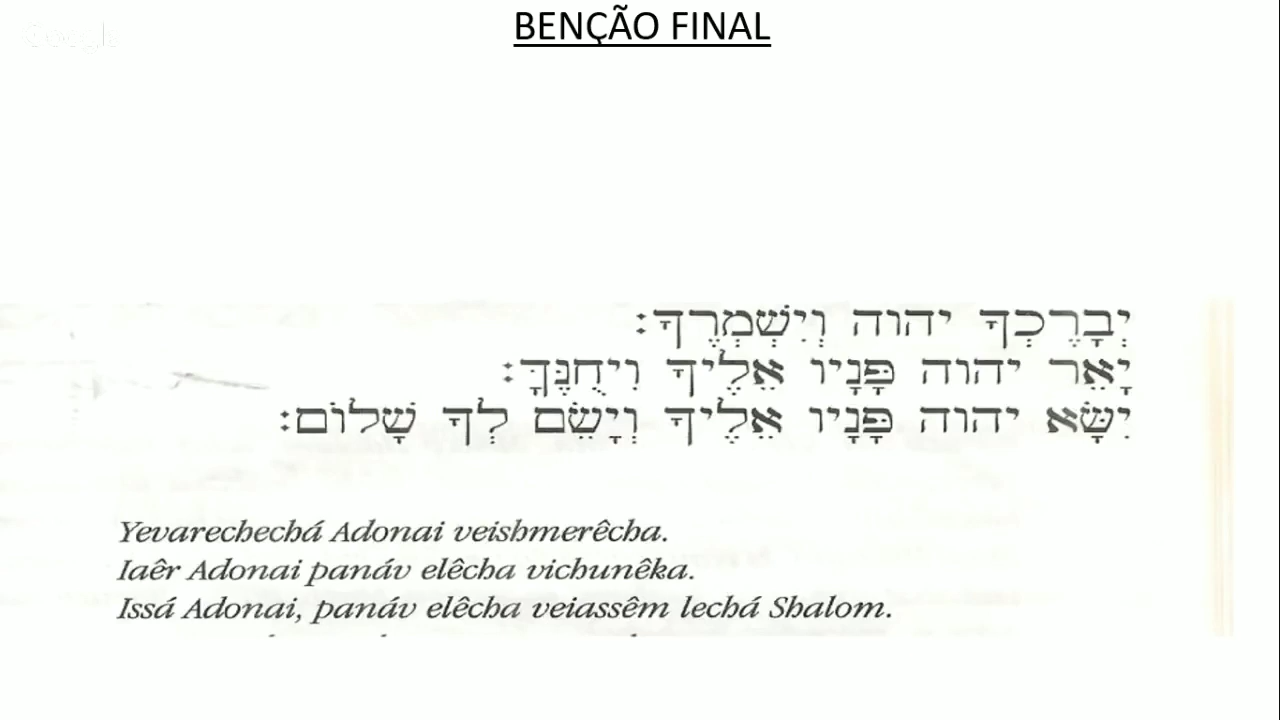 BENÇÃO FINAL
יְבָרֶכְךָ יהוה וְיִשְׁמְרֶךָ׃
יָאֵר יהוה פָּנָיו אֵלֶיךָ וִיחֻנֶּךָּ׃
יִשָּׂא יהוה פָּנָיו אֵלֶיךָ וְיָשֵׂם לְךָ שָׁלוֹם׃
Yevarechechá Adonai veishmerêcha.
Iaêr Adonai panáv elêcha vichunêka.
Issá Adonai, panáv elêcha veiassêm lechá Shalom.